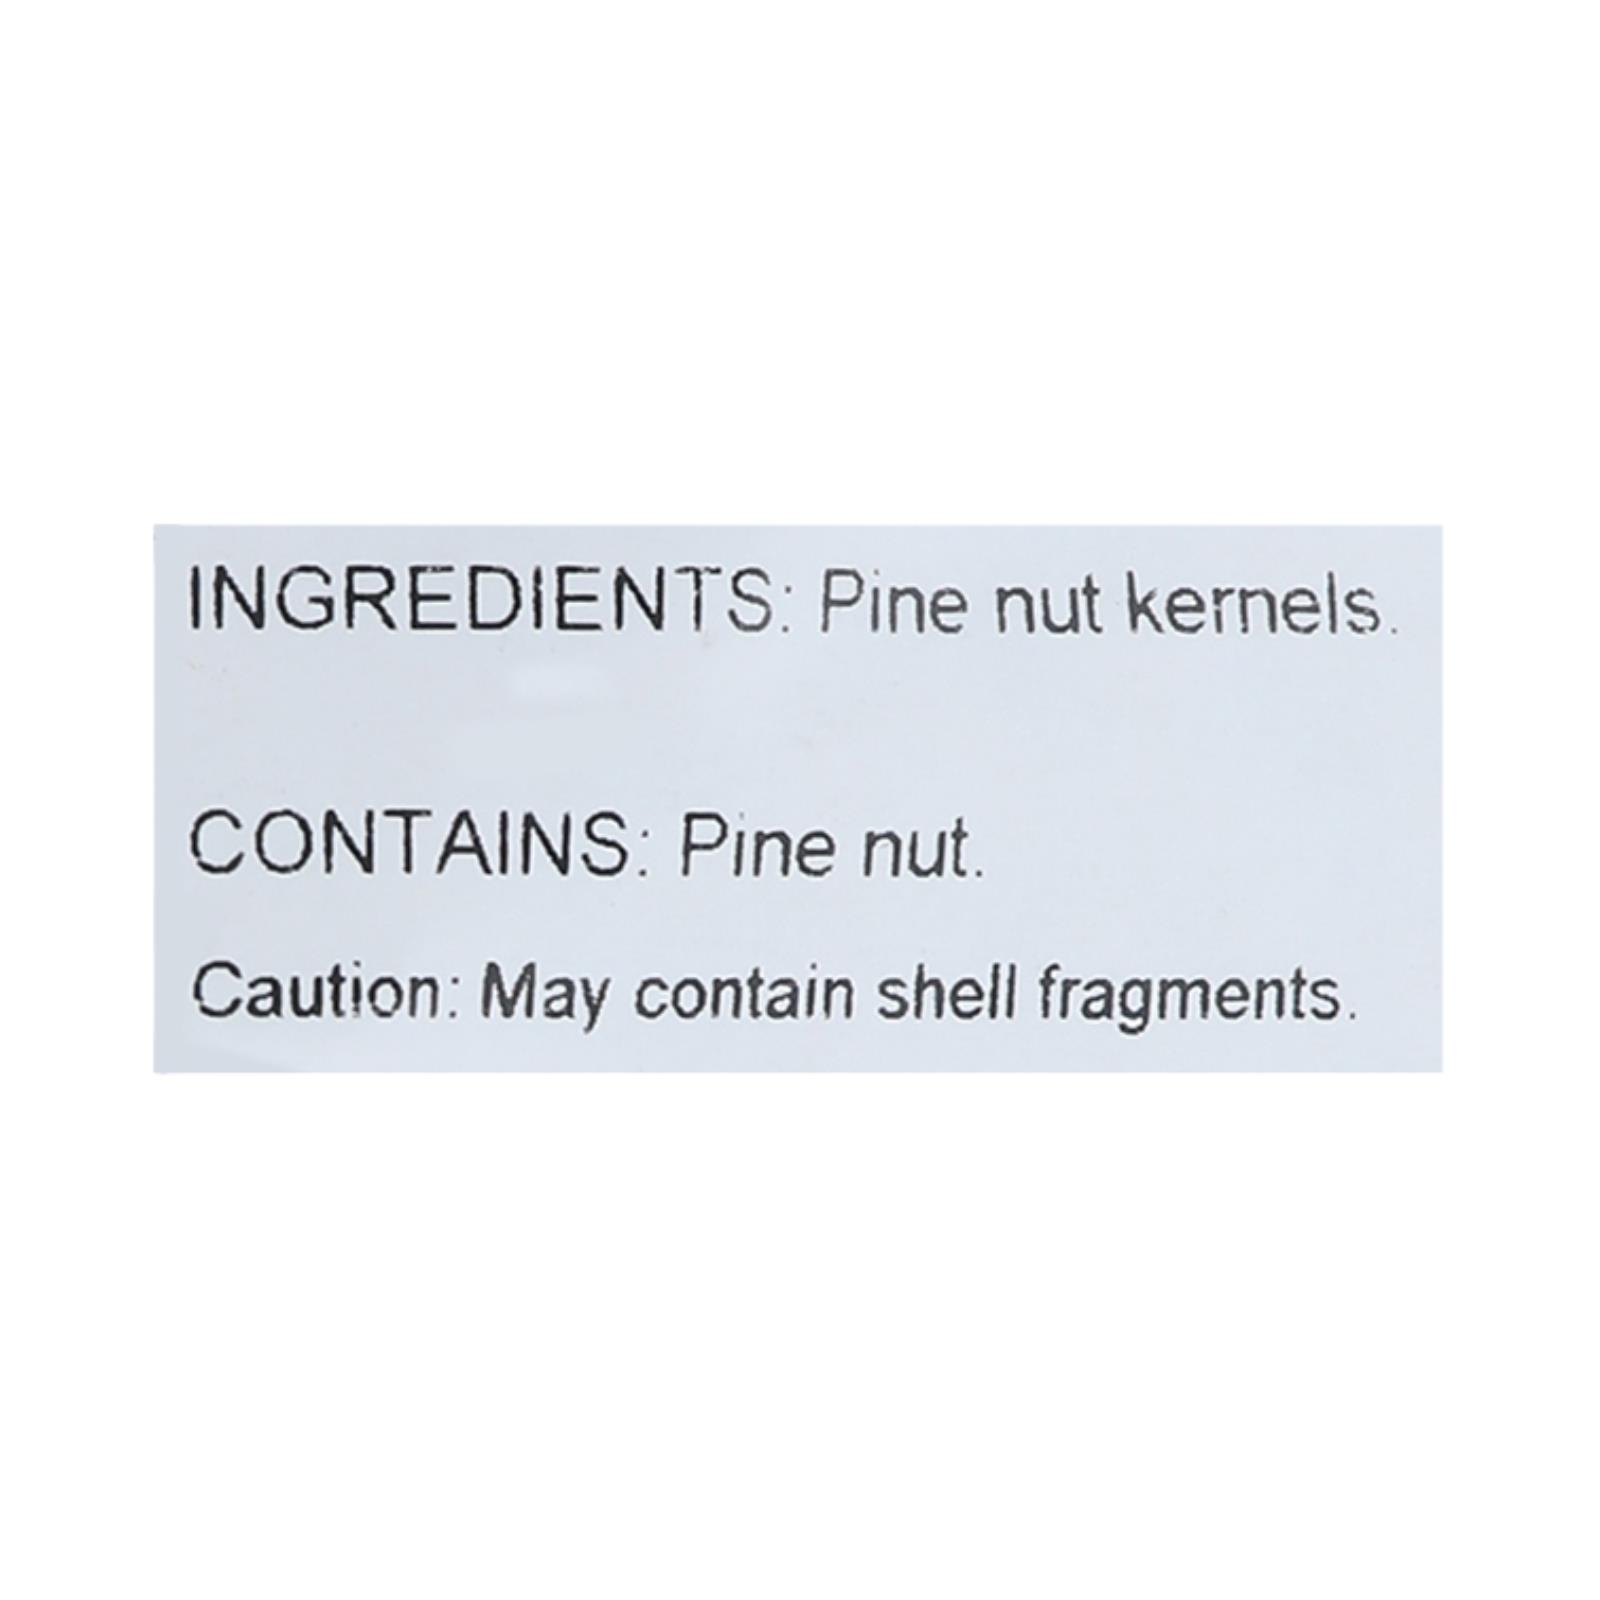 INGREDIENTS: Pine nut kernels.
CONTAINS: Pine nut.
Caution: May contain shell fragments.